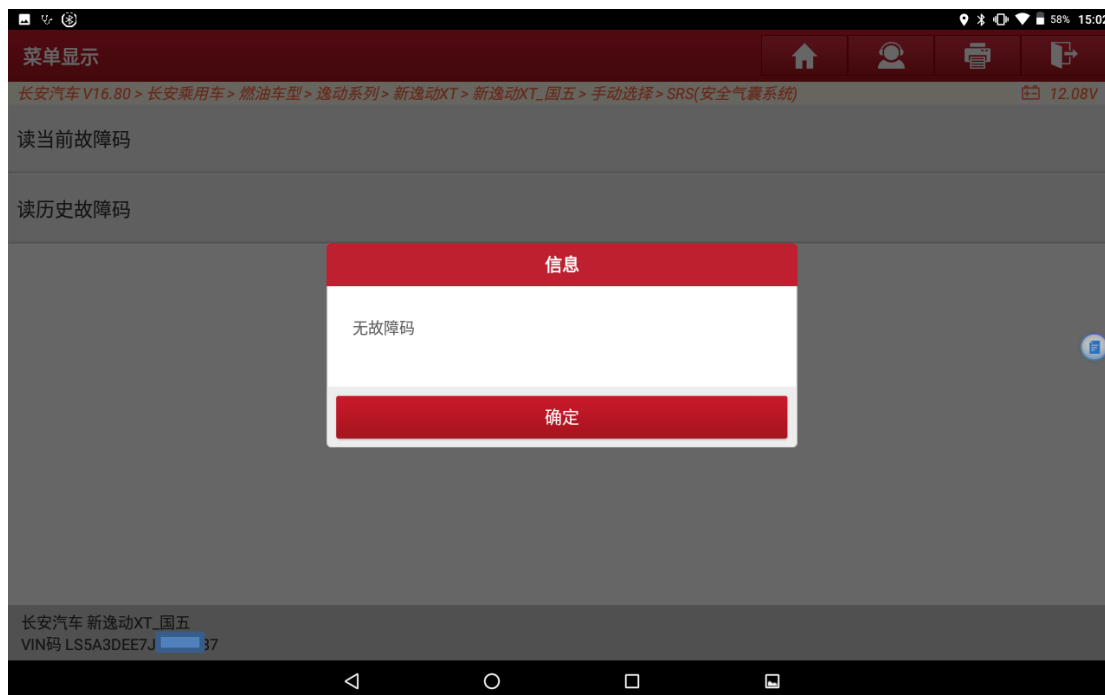 58% 15:02
菜单显示
长安汽车 V16.80 > 长安乘用车 > 燃油车型 > 逸动系列 > 新逸动XT > 新逸动XT_国五 > 手动选择 > SRS(安全气囊系统) 12.08V
读当前故障码
读历史故障码
信息
无故障码
确定
长安汽车 新逸动XT_国五
VIN码 LS5A3DEE7J 37